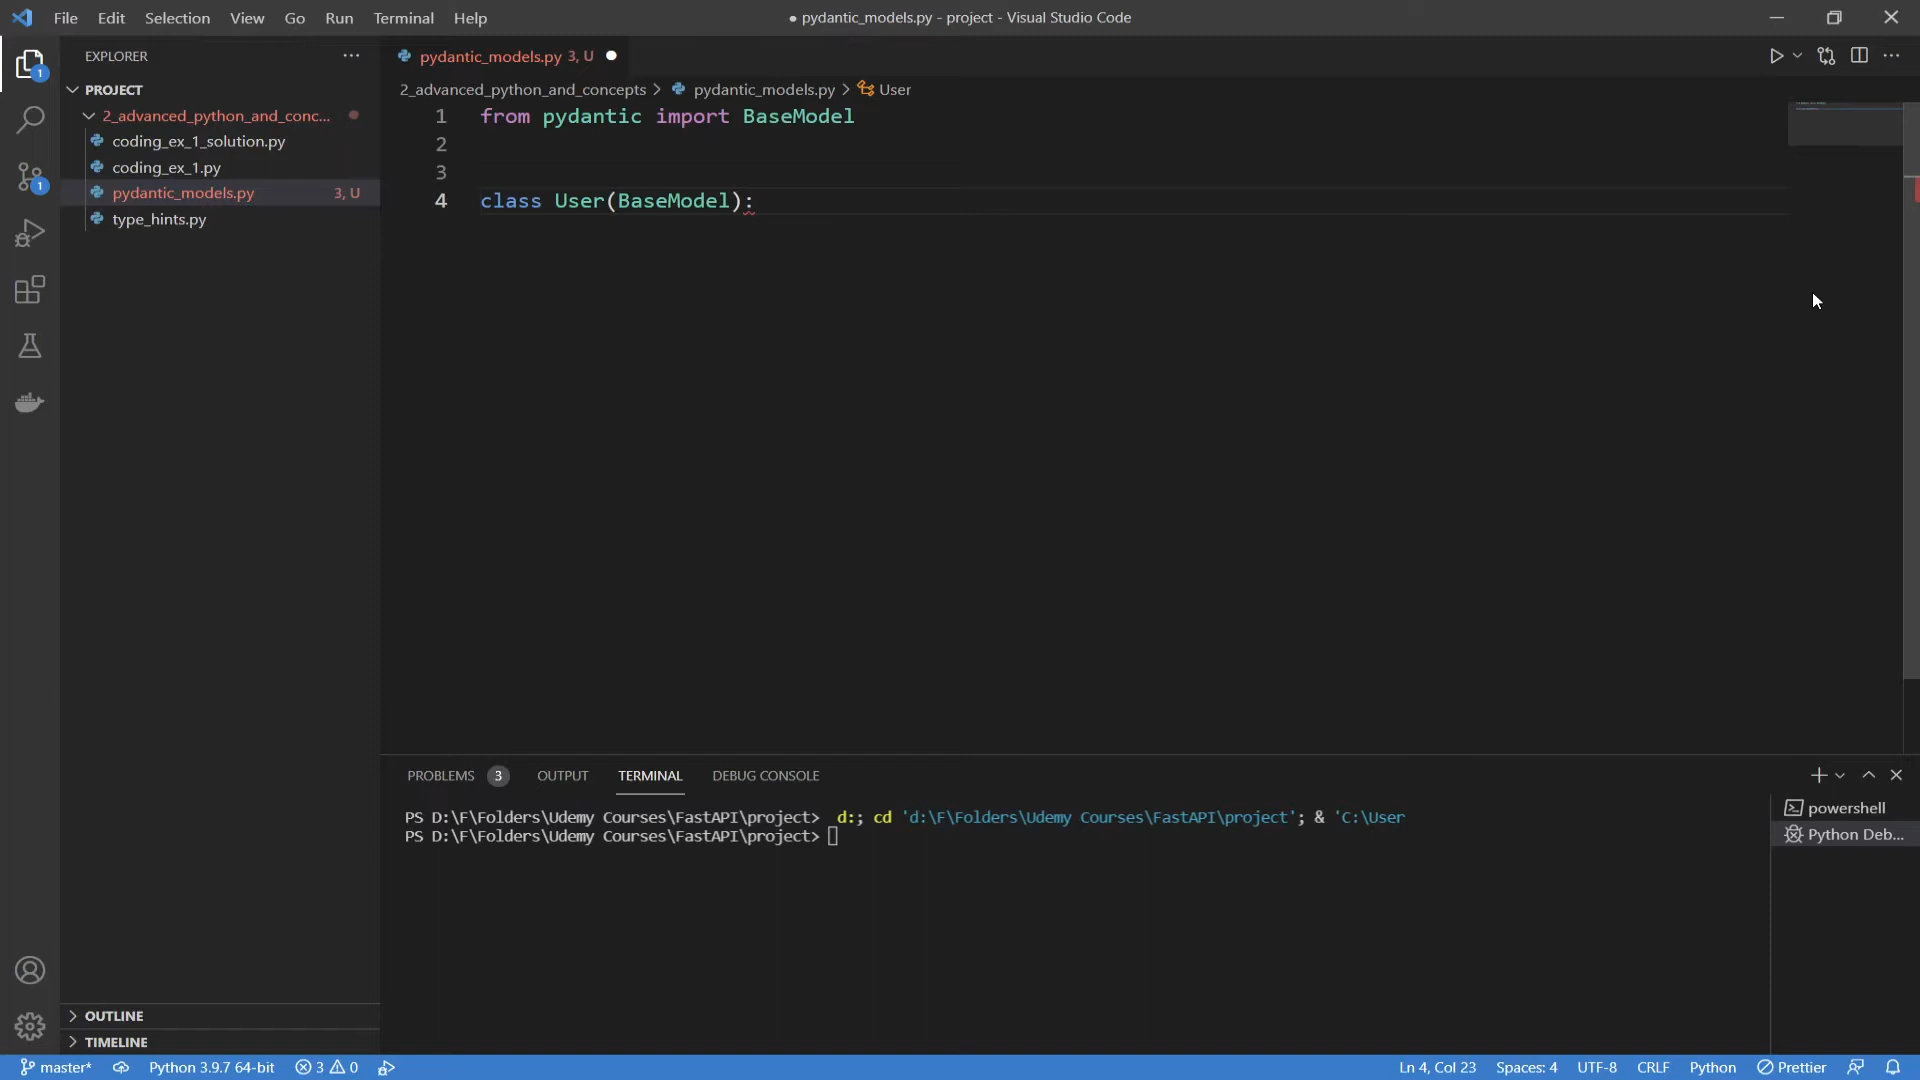 File Edit Selection View Go Run Terminal Help
● pydantic_models.py - project - Visual Studio Code
EXPLORER
pydantic_models.py 3, U
PROJECT
2_advanced_python_and_concepts > pydantic_models.py > User
2_advanced_python_and_conc...
coding_ex_1_solution.py
coding_ex_1.py
pydantic_models.py 3, U
type_hints.py
1
1
1 from pydantic import BaseModel
2
3
4 class User(BaseModel):
PROBLEMS 3 OUTPUT TERMINAL DEBUG CONSOLE
PS D:\F\Folders\Udemy Courses\FastAPI\project> d:; cd 'd:\F\Folders\Udemy Courses\FastAPI\project'; & 'C:\User
PS D:\F\Folders\Udemy Courses\FastAPI\project>
powershell
Python Deb...
OUTLINE
TIMELINE
master* Python 3.9.7 64-bit 3 0 Ln 4, Col 23 Spaces: 4 UTF-8 CRLF Python Prettier